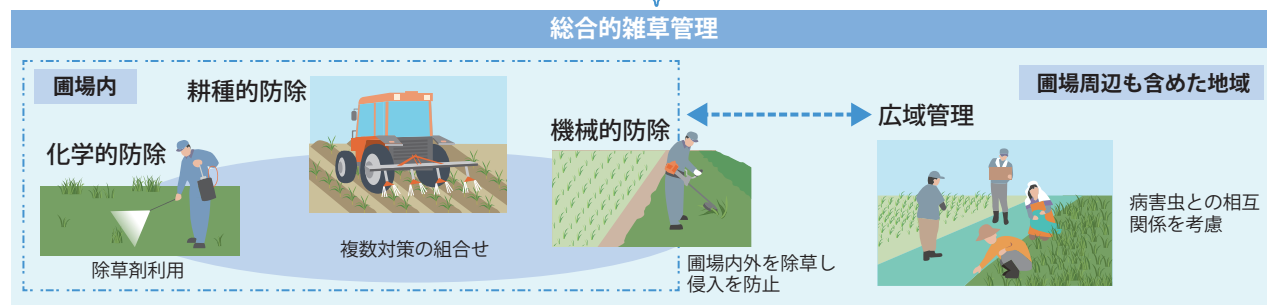 総合的雑草管理
圃場内
耕種的防除
化学的防除
除草剤利用
複数対策の組合せ
機械的防除
圃場内外を除草し
侵入を防止
広域管理
圃場周辺も含めた地域
病害虫との相互
関係を考慮